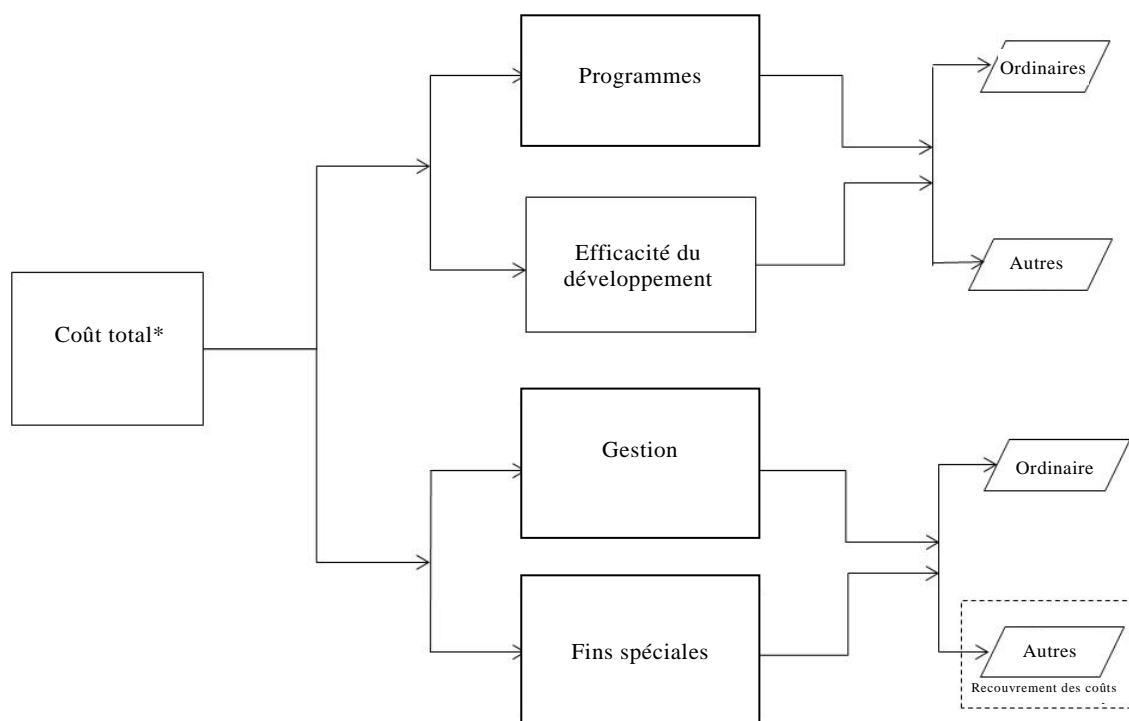 Programmes
Ordinaires
Efficacité du
développement
Autres
Coût total*
Gestion
Ordinaire
Fins spéciales
Autres
Recouvrement des coûts